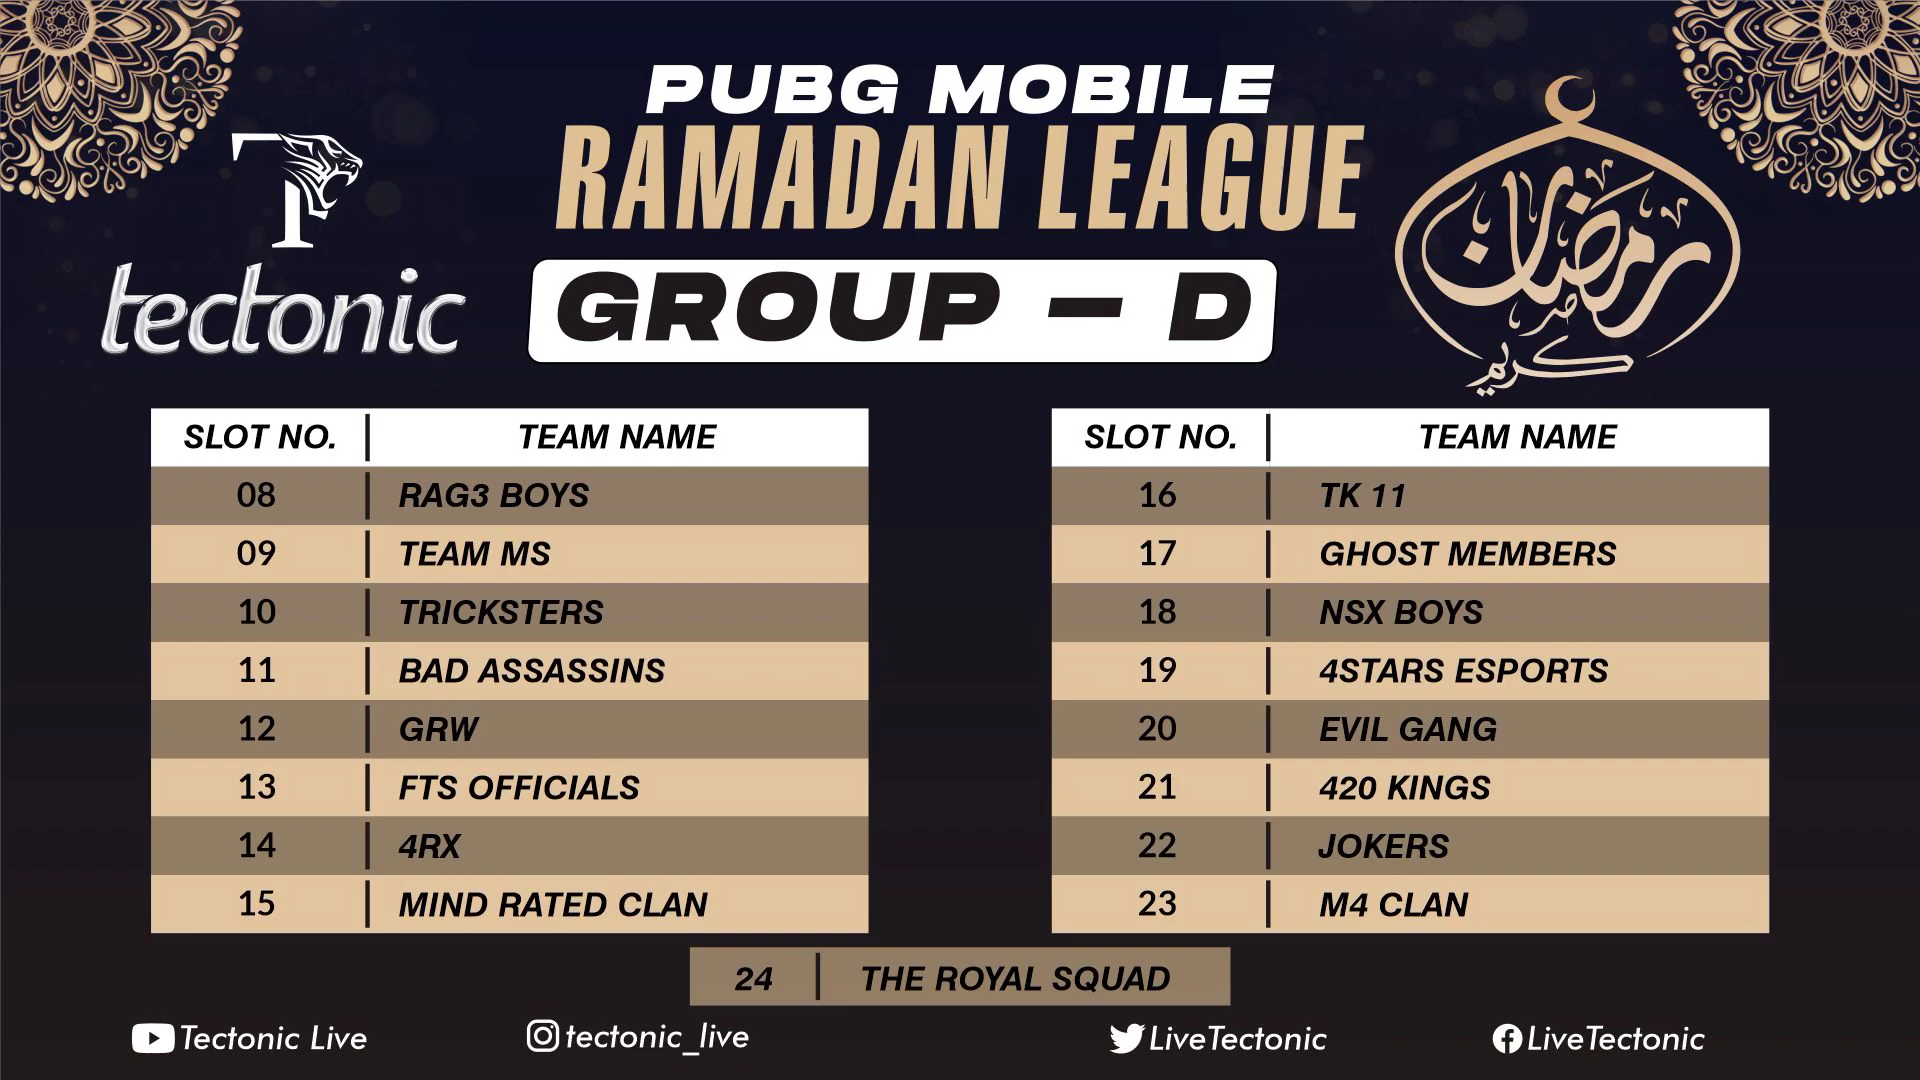 PUBG MOBILE
RAMADAN LEAGUE
GROUP - D
T
tectonic
رمضان
كريم
SLOT NO. | TEAM NAME
08 | RAG3 BOYS
09 | TEAM MS
10 | TRICKSTERS
11 | BAD ASSASSINS
12 | GRW
13 | FTS OFFICIALS
14 | 4RX
15 | MIND RATED CLAN
SLOT NO. | TEAM NAME
16 | TK 11
17 | GHOST MEMBERS
18 | NSX BOYS
19 | 4STARS ESPORTS
20 | EVIL GANG
21 | 420 KINGS
22 | JOKERS
23 | M4 CLAN
24 | THE ROYAL SQUAD
Tectonic Live
tectonic_live
LiveTectonic
LiveTectonic